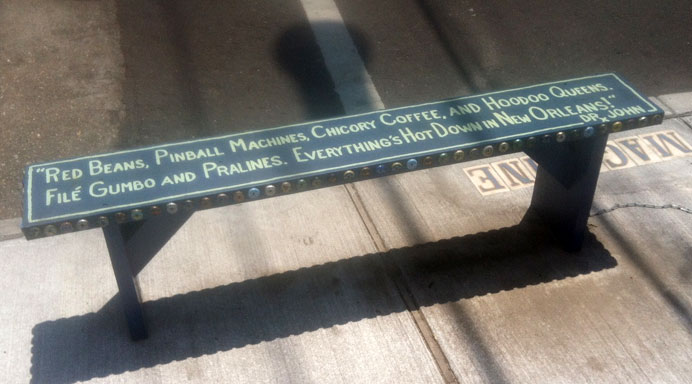 "Red Beans, Pinball Machines, Chicory Coffee, and Hoodoo Queens.
Filé Gumbo and Pralines. Everything's Hot Down in New Orleans!"
Dr. John
MAGAZINE